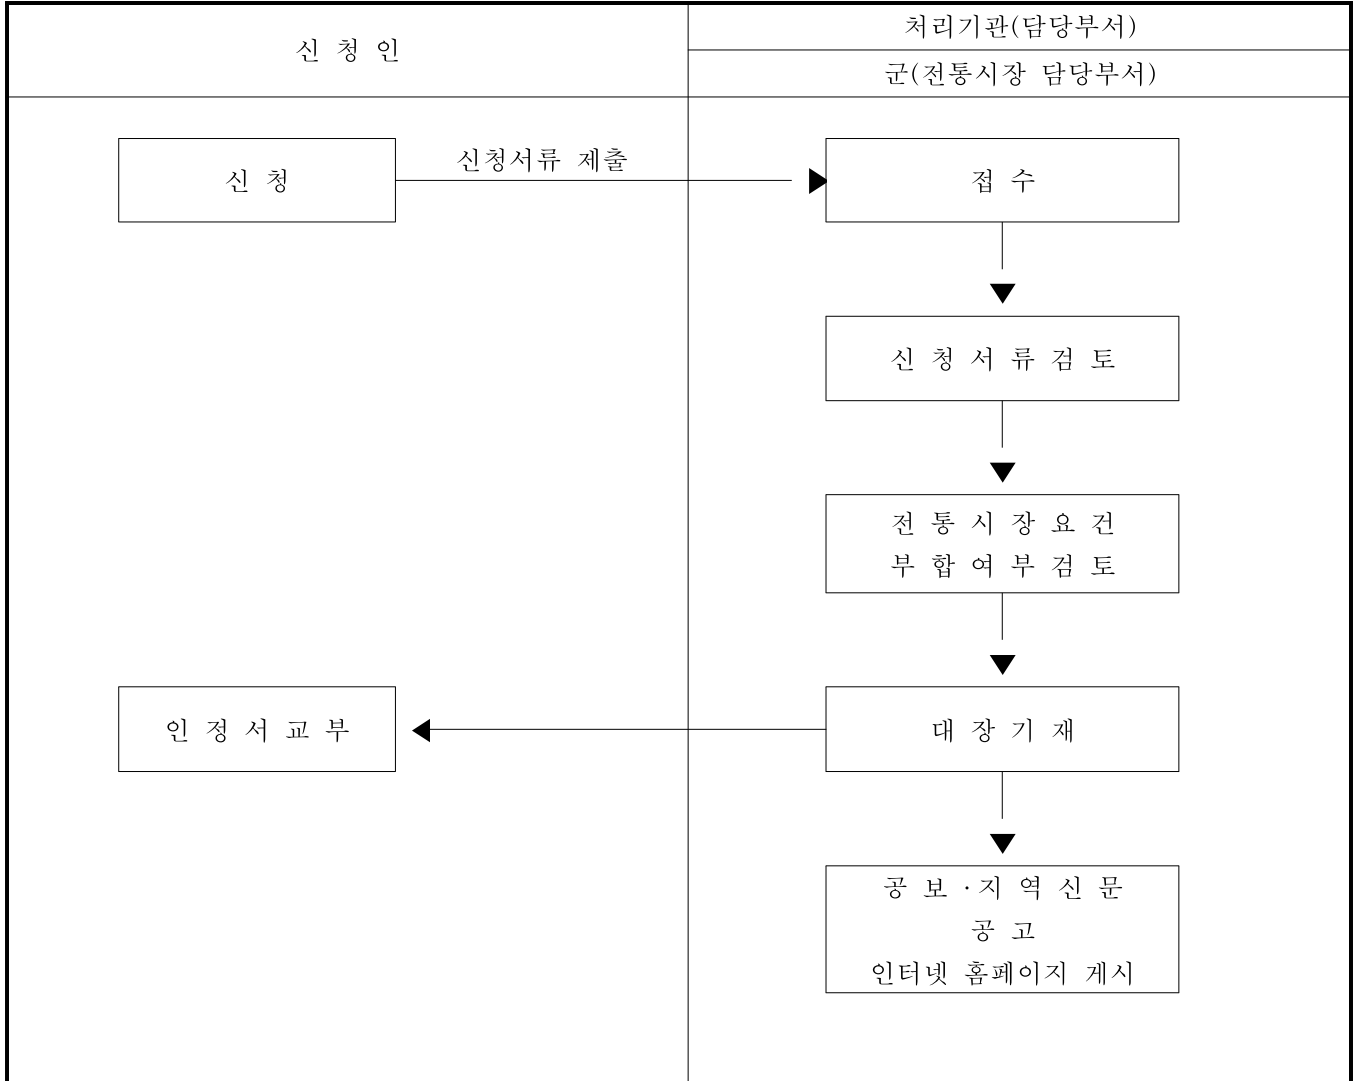 신 청 인
처리기관(담당부서)
군(전통시장 담당부서)
신 청
신청서류 제출
접 수
신 청 서 류 검 토
전 통 시 장 요 건
부 합 여 부 검 토
인 정 서 교 부
대 장 기 재
공 보 ·지 역 신 문
공 고
인터넷 홈페이지 게시